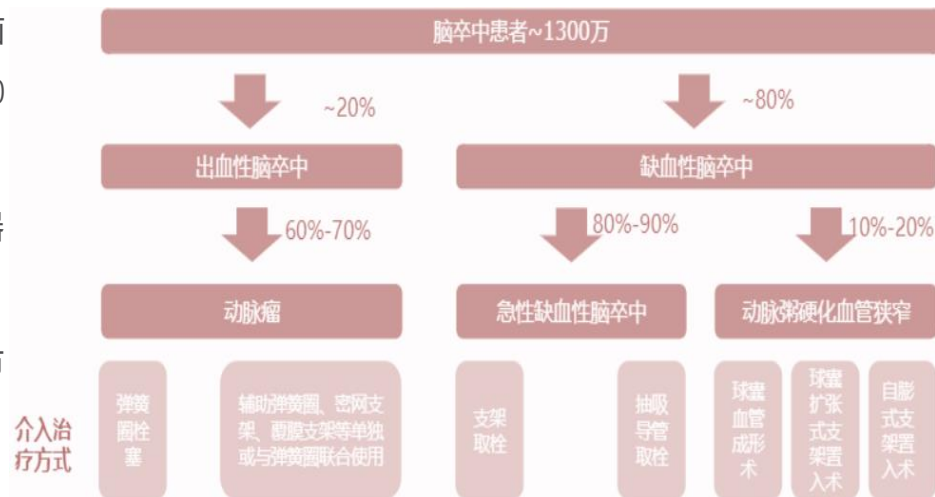 脑卒中患者~1300万
~20%
~80%
出血性脑卒中
缺血性脑卒中
60%-70%
80%-90%
10%-20%
动脉瘤
急性缺血性脑卒中
动脉粥硬化血管狭窄
介入治
疗方式
弹簧
圈栓
塞
辅助弹簧圈、密网支
架、覆膜支架等单独
或与弹簧圈联合使用
支架
取栓
抽吸
导管
取栓
球囊
血管
成形
术
球囊
扩张
式支
架置
入术
自膨
式支
架置
入术